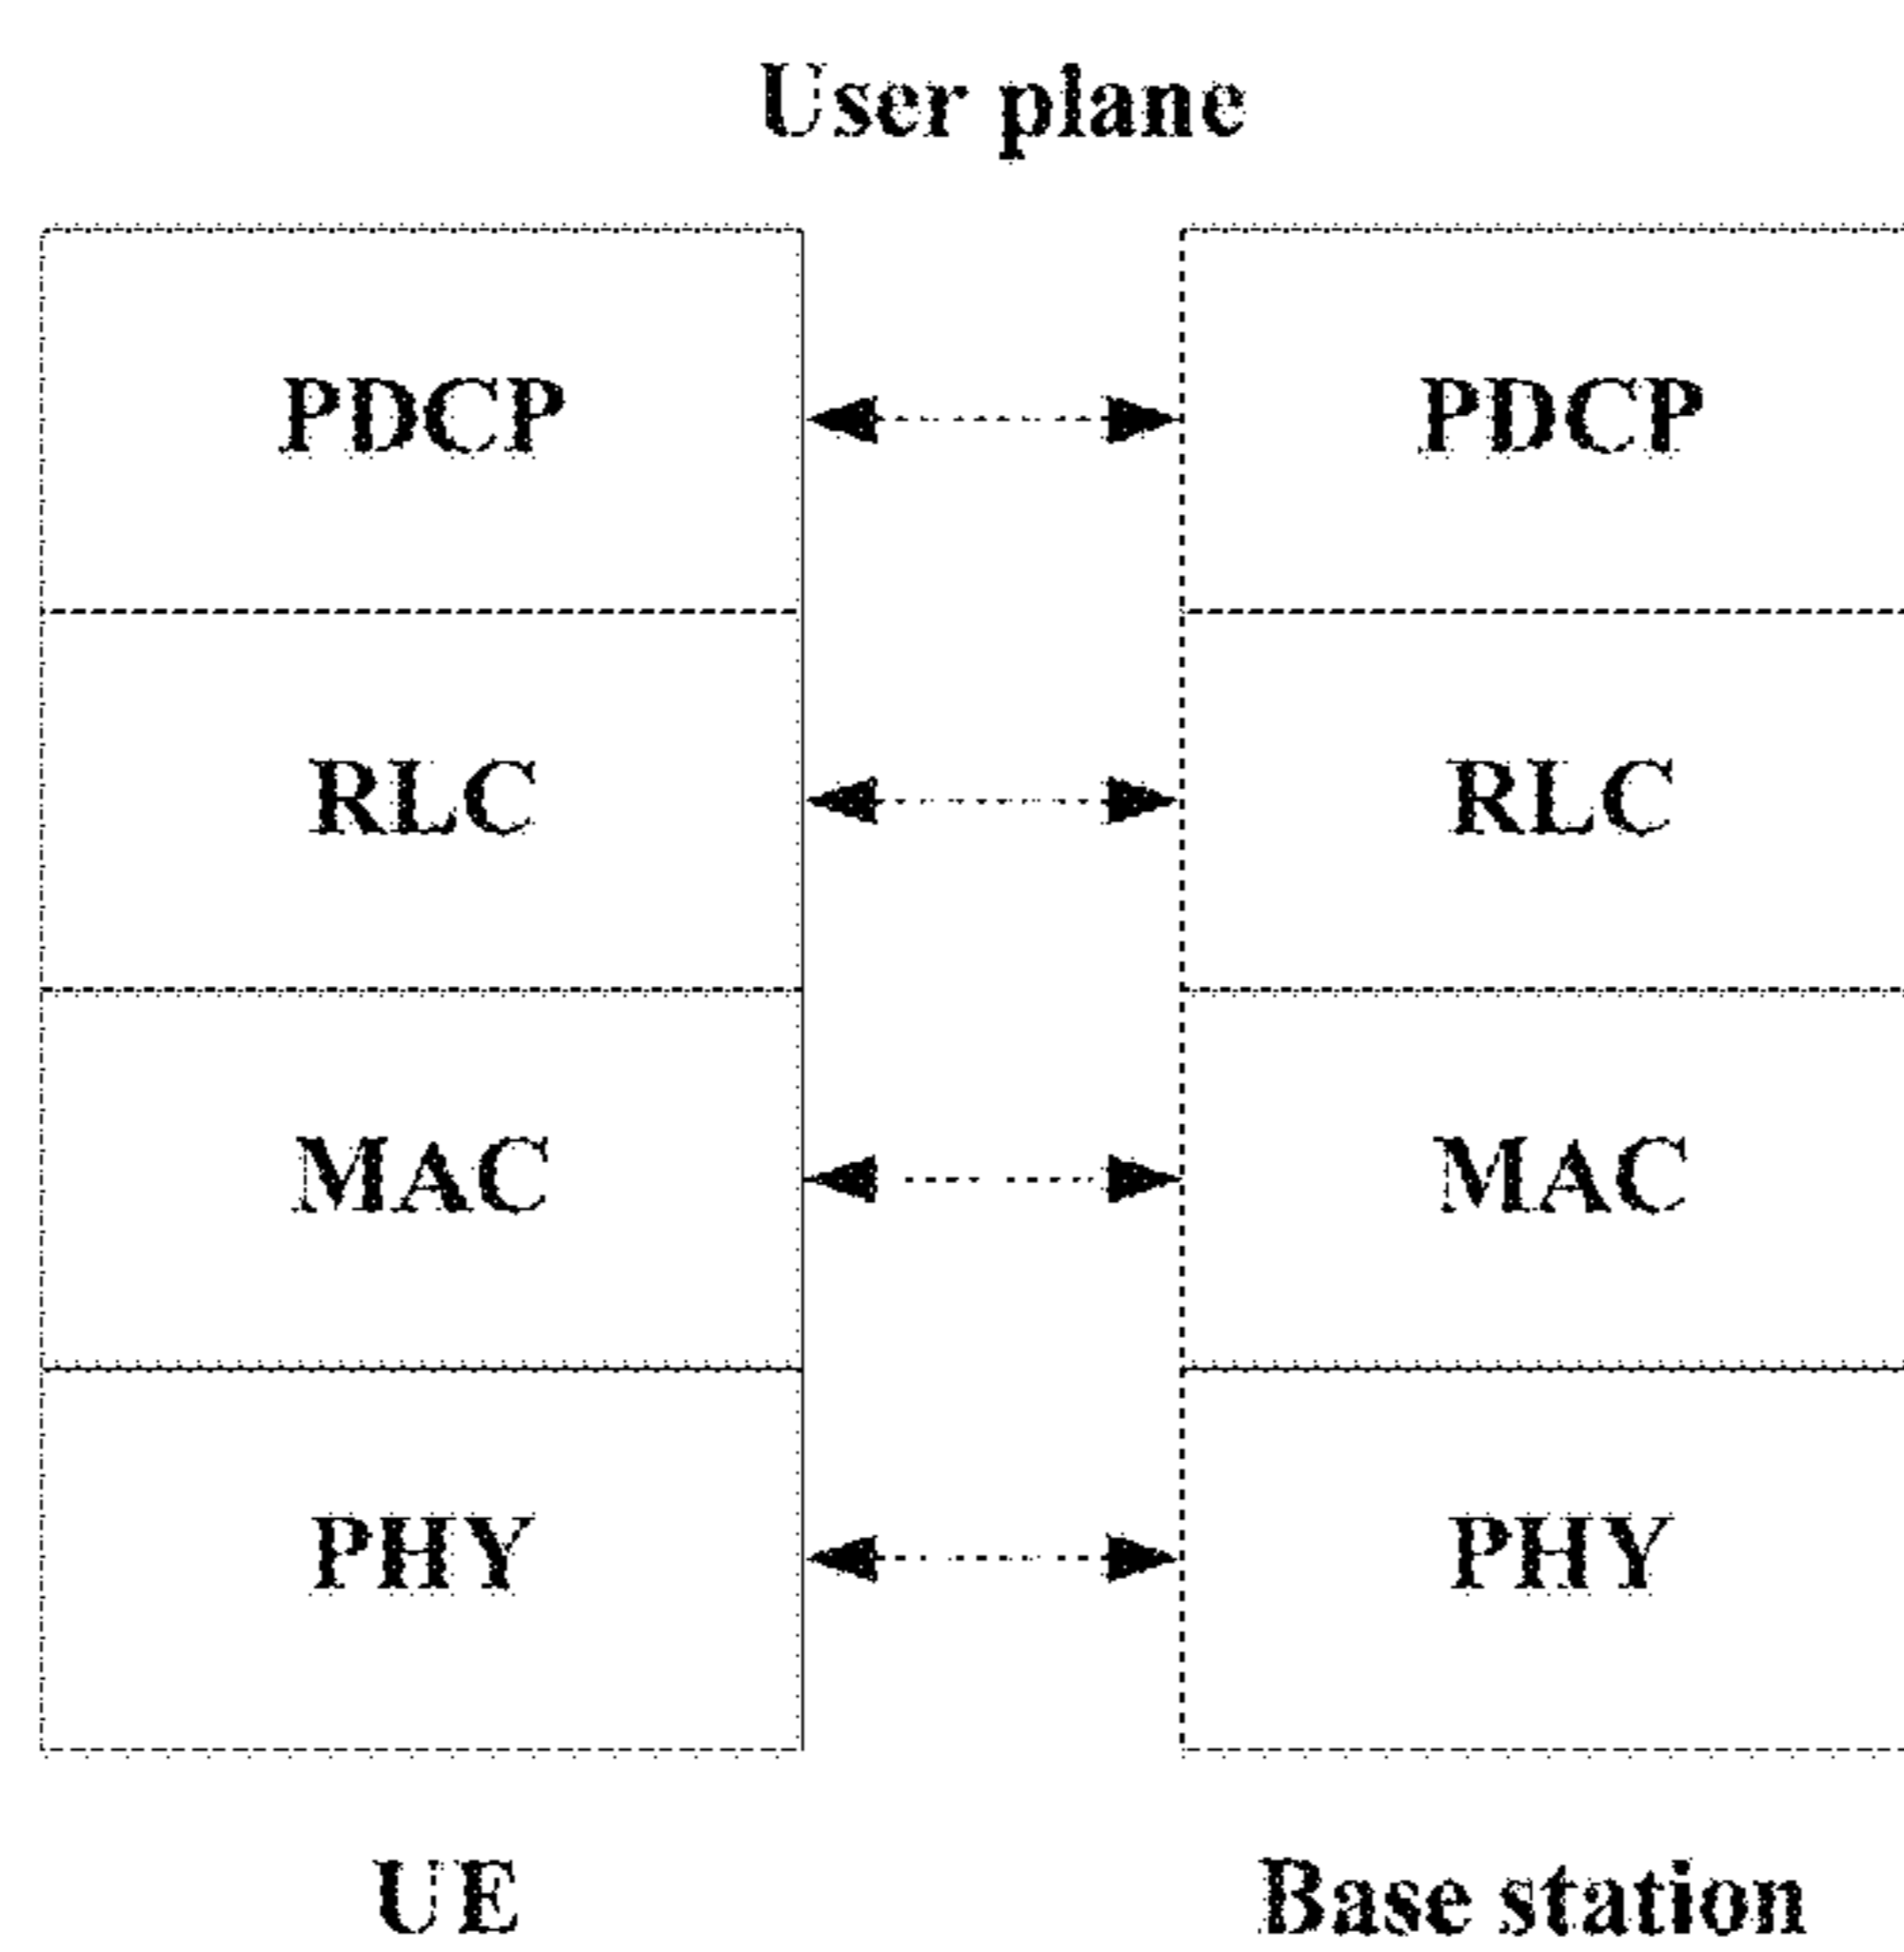 User plane
PDCP PDCP
RLC RLC
MAC MAC
PHY PHY
UE Base station